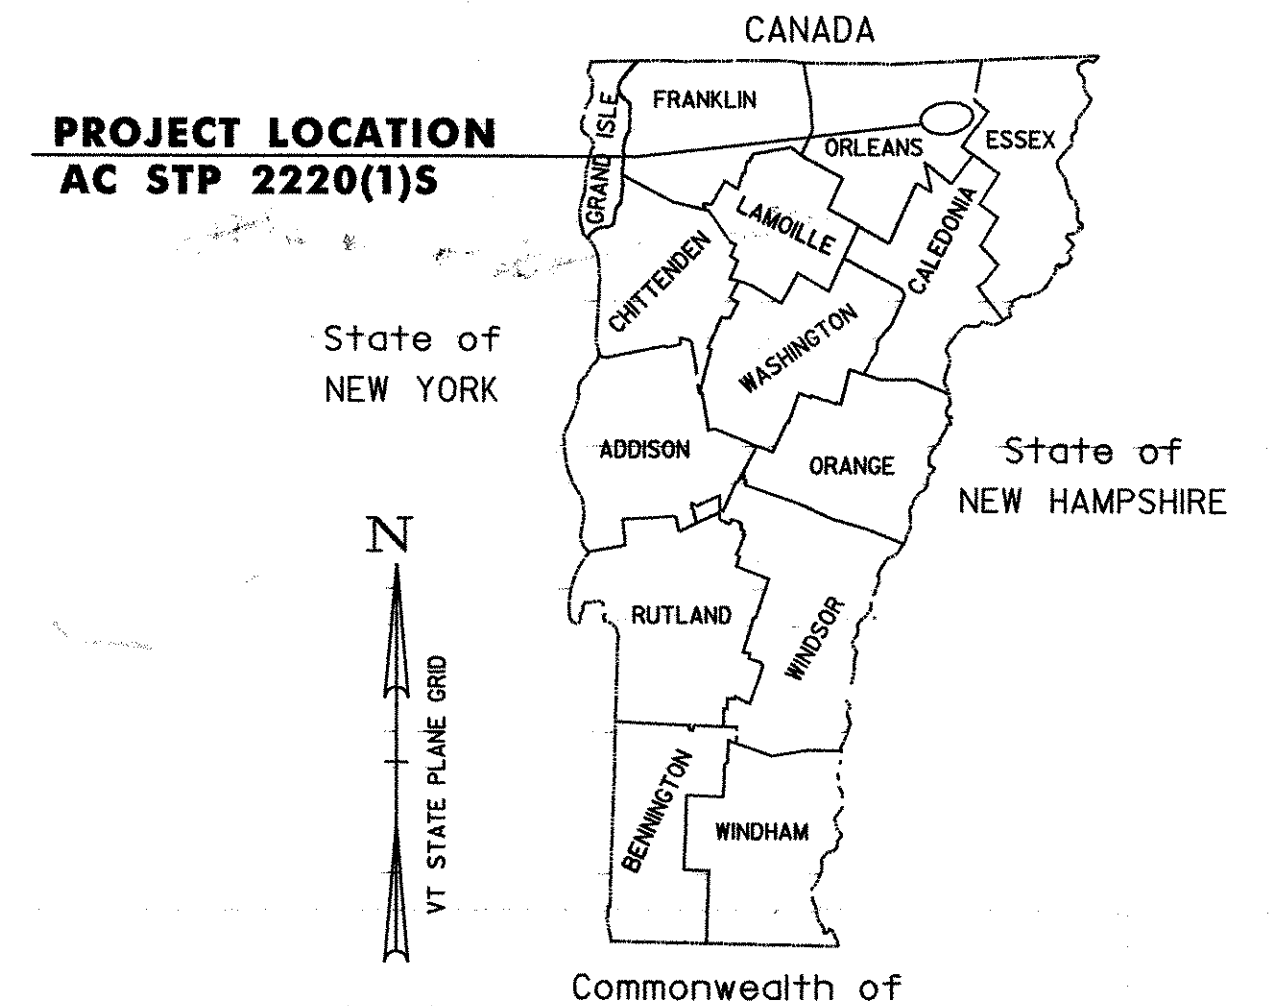 CANADA
PROJECT LOCATION
AC STP 2220(1)S
GRAND ISLE
FRANKLIN
ORLEANS
ESSEX
LAMOILLE
CALEDONIA
CHITTENDEN
WASHINGTON
State of
NEW YORK
ADDISON
ORANGE
State of
NEW HAMPSHIRE
N
VT STATE PLANE GRID
RUTLAND
WINDSOR
BENNINGTON
WINDHAM
Commonwealth of